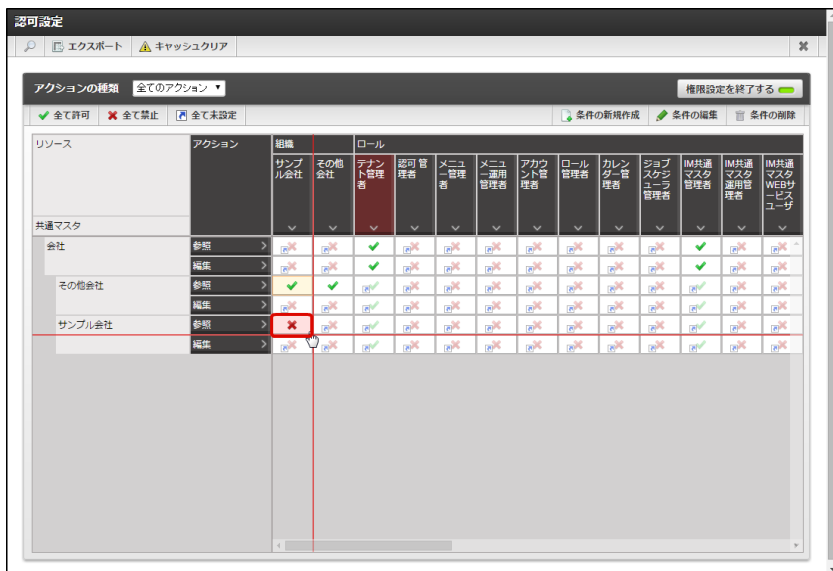 認可設定
エクスポート キャッシュクリア
アクションの種類 全てのアクション 権限設定を終了する
全て許可 全て禁止 全て未設定 条件の新規作成 条件の編集 条件の削除
リソース アクション 組織 ロール
サンプル会社 その他会社 テナント管理者 認可管理者 メニュー管理者 メニュー運用管理者 アカウント管理者 ロール管理者 カレンダー管理者 ジョブスケジューラ管理者 IM共通マスタ管理者 IM共通マスタ運用管理者 IM共通マスタWEBサービスユーザ
共通マスタ
会社 参照
編集
その他会社 参照
編集
サンプル会社 参照
編集